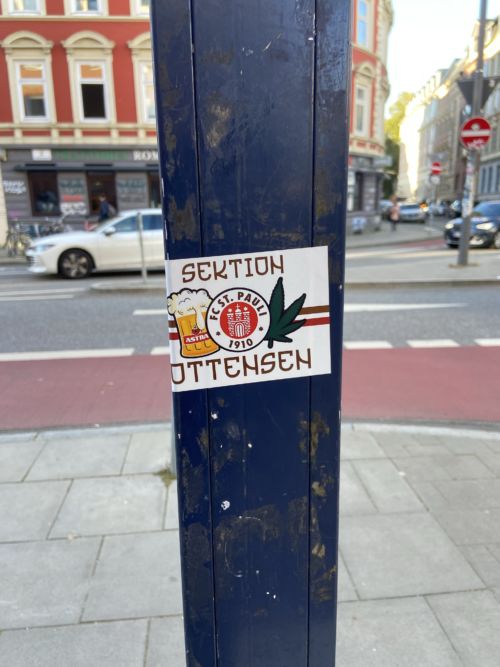 SEKTION
FC ST. PAULI
ASTRA
1910
OTTENSEN